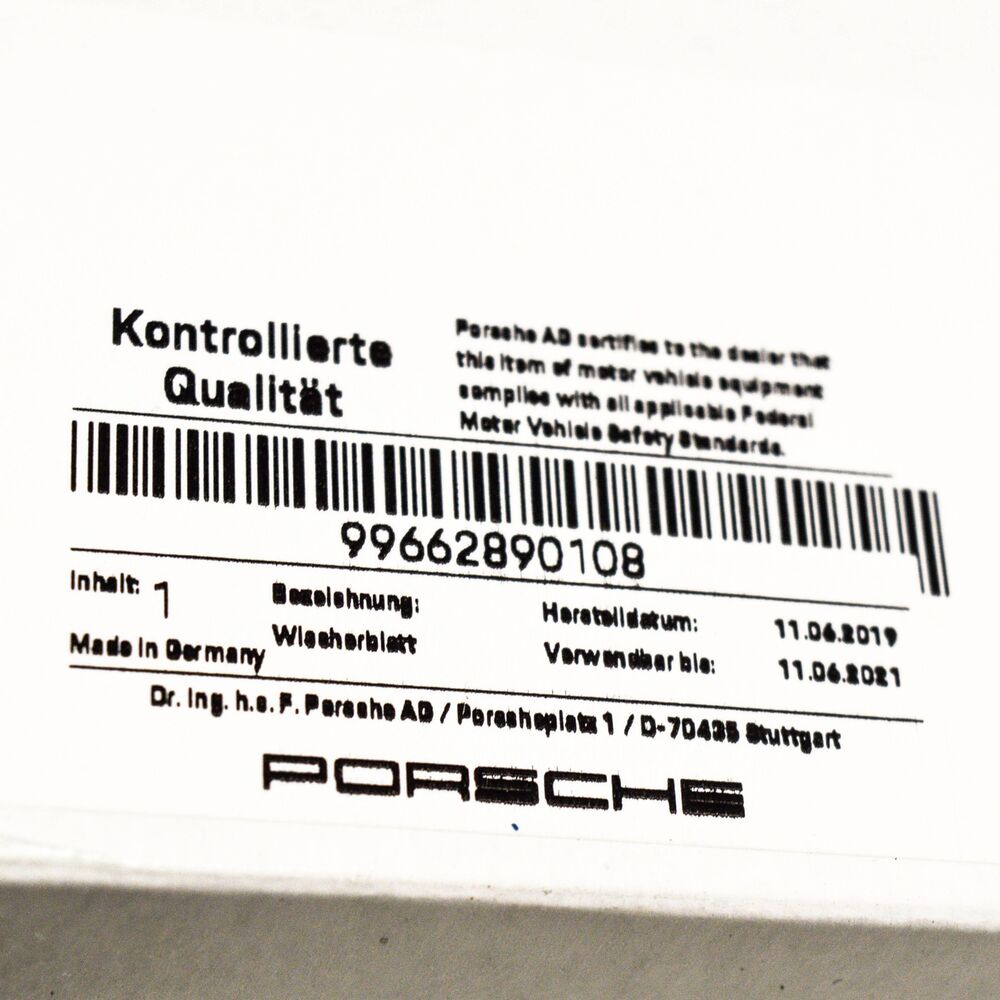 Kontrollierte
Qualität
Porsche AG certifies to the dealer that
this item of motor vehicle equipment
complies with all applicable Federal
Motor Vehicle Safety Standards.
99662890108
Inhalt: 1
Made in Germany
Bezeichnung:
Wischerblatt
Herstelldatum: 11.06.2019
Verwendbar bis: 11.06.2021
Dr. Ing. h.c. F. Porsche AG / Porscheplatz 1 / D-70435 Stuttgart
PORSCHE